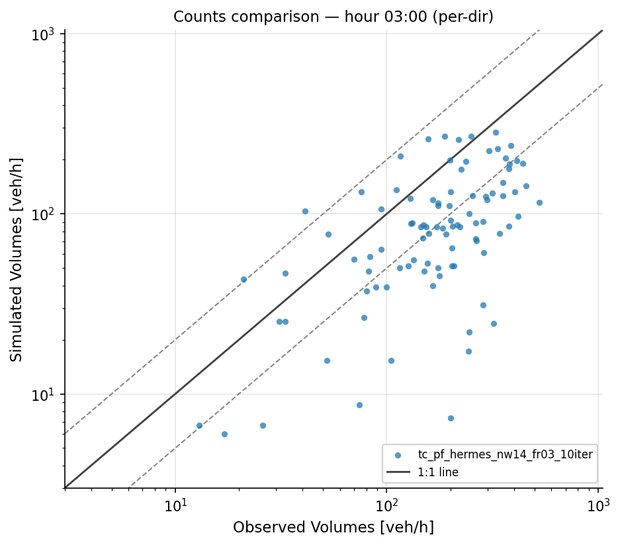 Counts comparison — hour 03:00 (per-dir)
Simulated Volumes [veh/h]
10³
10²
10¹
tc_pf_hermes_nw14_fr03_10iter
1:1 line
10¹ 10² 10³
Observed Volumes [veh/h]